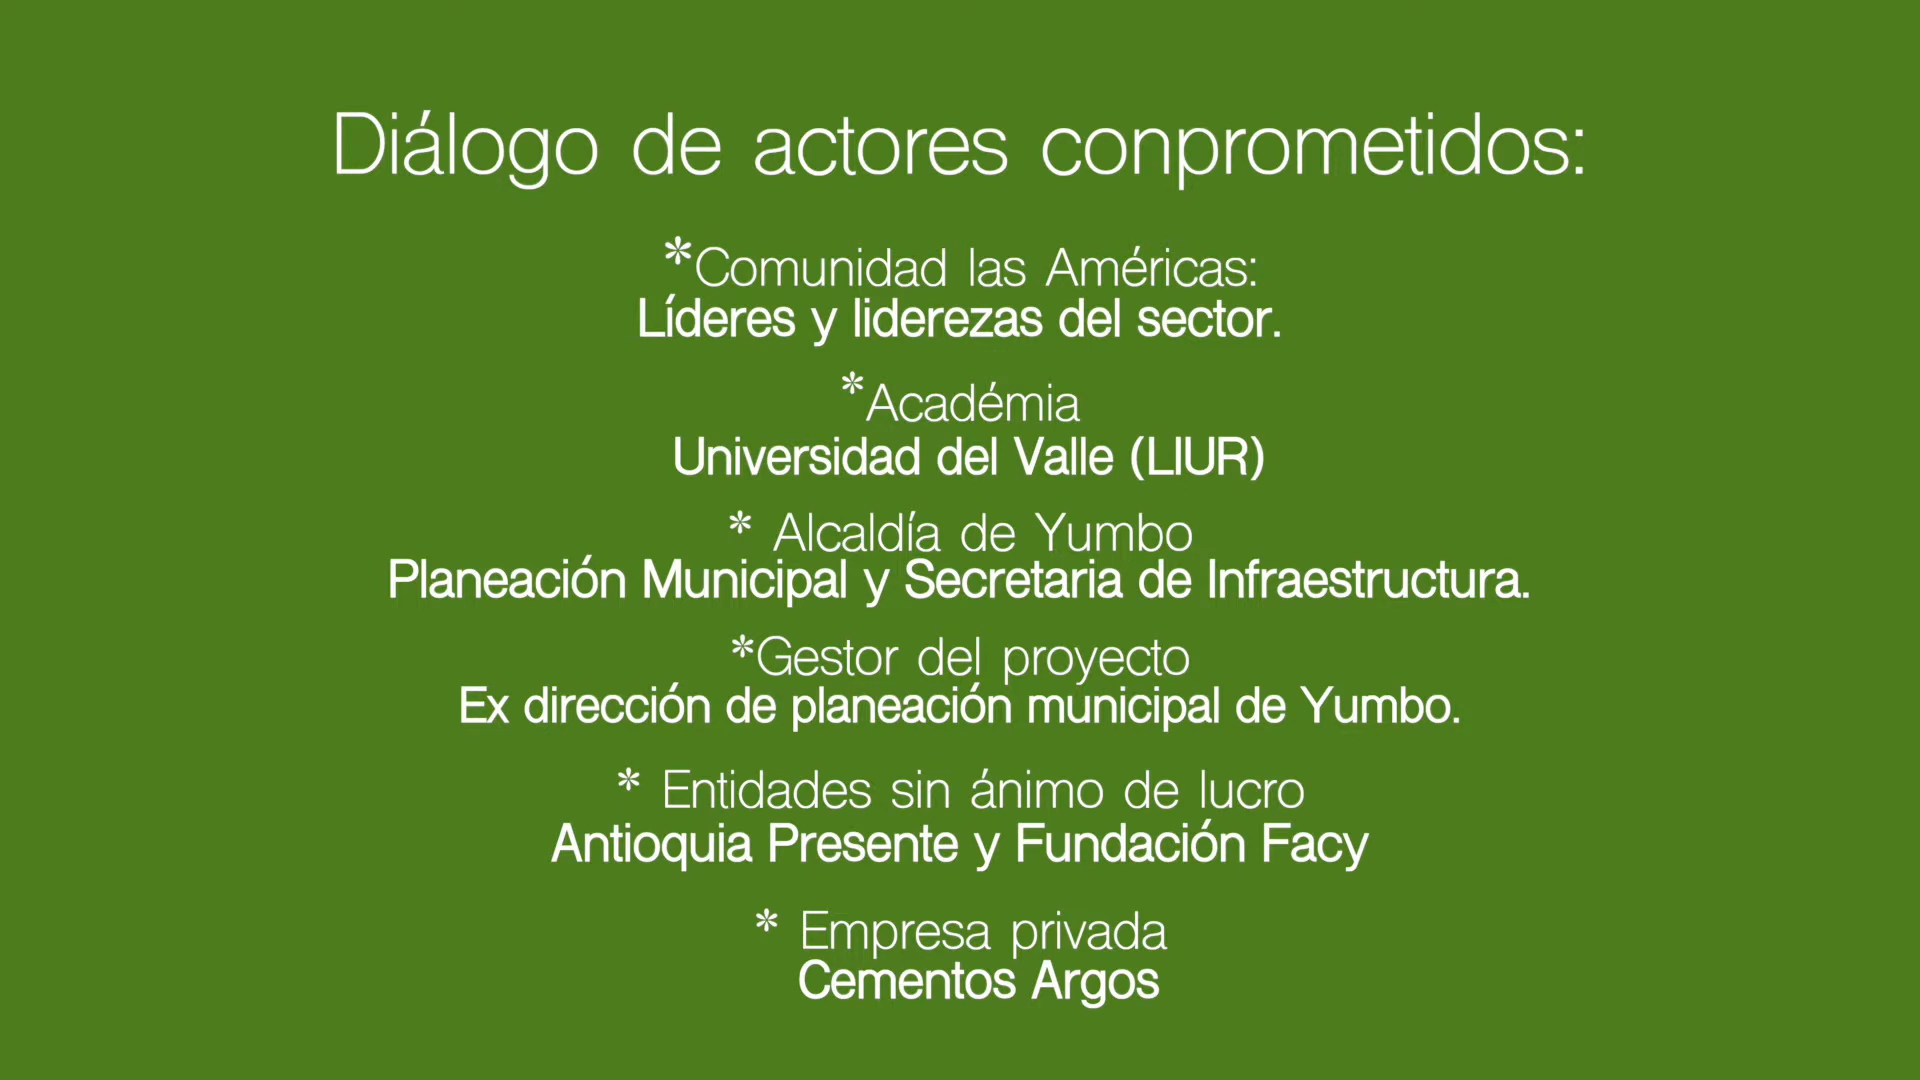 Diálogo de actores conprometidos:
*Comunidad las Américas:
Líderes y liderezas del sector.
*Académia
Universidad del Valle (LIUR)
* Alcaldía de Yumbo
Planeación Municipal y Secretaria de Infraestructura.
*Gestor del proyecto
Ex dirección de planeación municipal de Yumbo.
* Entidades sin ánimo de lucro
Antioquia Presente y Fundación Facy
* Empresa privada
Cementos Argos